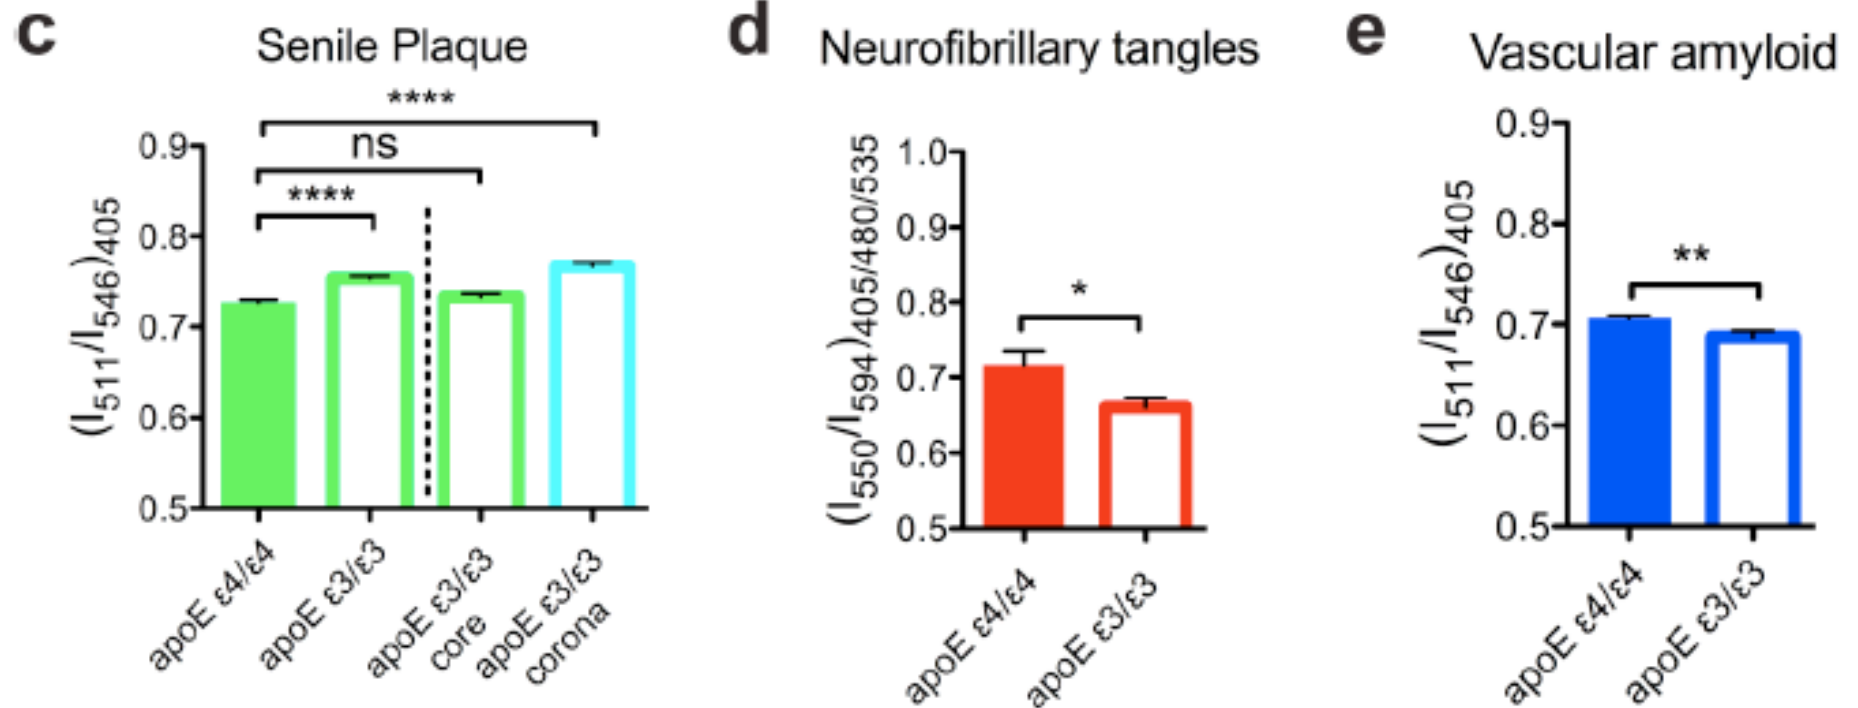 c
Senile Plaque
****
ns
****
0.9
0.8
0.7
0.6
0.5
(I511/I546)405
apoE ε4/ε4
apoE ε3/ε3
apoE ε3/ε3
core
apoE ε3/ε3
corona
d
Neurofibrillary tangles
*
1.0
0.9
0.8
0.7
0.6
0.5
(I550/I594)405/480/535
apoE ε4/ε4
apoE ε3/ε3
e
Vascular amyloid
**
0.9
0.8
0.7
0.6
0.5
(I511/I546)405
apoE ε4/ε4
apoE ε3/ε3